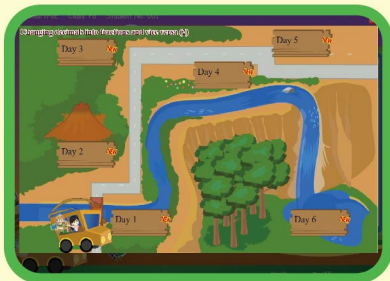 Changing decimals into fractions and vice versa (4)
Day 3
Day 5
Day 4
Day 2
Day 1
Day 6